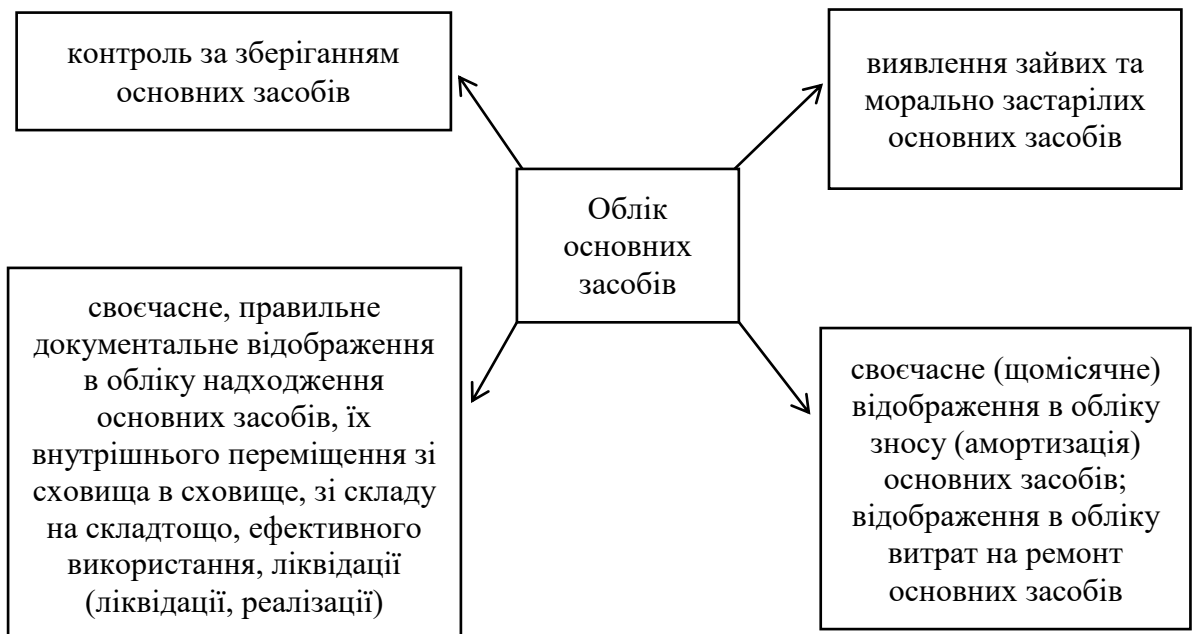 контроль за зберіганням
основних засобів
виявлення зайвих та
морально застарілих
основних засобів
Облік
основних
засобів
своєчасне, правильне
документальне відображення
в обліку надходження
основних засобів, їх
внутрішнього переміщення зі
сховища в сховище, зі складу
на складтощо, ефективного
використання, ліквідації
(ліквідації, реалізації)
своєчасне (щомісячне)
відображення в обліку
зносу (амортизація)
основних засобів;
відображення в обліку
витрат на ремонт
основних засобів